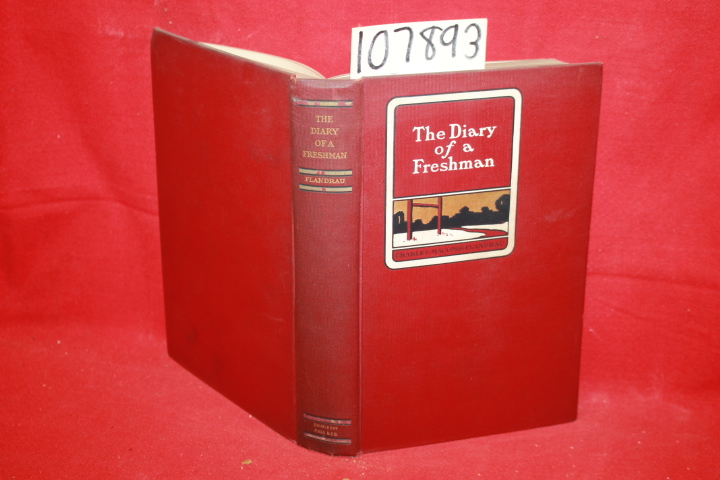 107893
THE
DIARY
OF A
FRESHMAN
FLANDRAU
The Diary
of a
Freshman